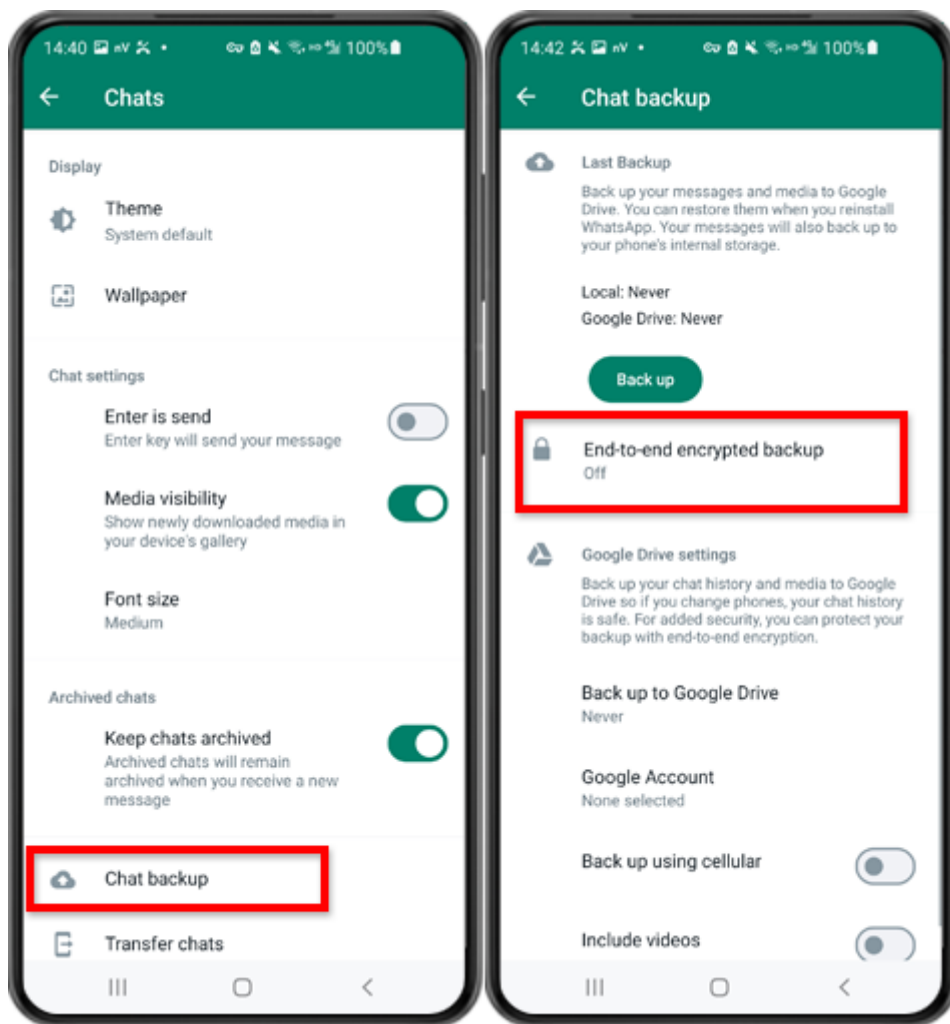 14:40 nV • 100%
Chats
Display
Theme
System default
Wallpaper
Chat settings
Enter is send
Enter key will send your message
Media visibility
Show newly downloaded media in
your device's gallery
Font size
Medium
Archived chats
Keep chats archived
Archived chats will remain
archived when you receive a new
message
Chat backup
Transfer chats
14:42 nV • 100%
Chat backup
Last Backup
Back up your messages and media to Google
Drive. You can restore them when you reinstall
WhatsApp. Your messages will also back up to
your phone's internal storage.
Local: Never
Google Drive: Never
Back up
End-to-end encrypted backup
Off
Google Drive settings
Back up your chat history and media to Google
Drive so if you change phones, your chat history
is safe. For added security, you can protect your
backup with end-to-end encryption.
Back up to Google Drive
Never
Google Account
None selected
Back up using cellular
Include videos